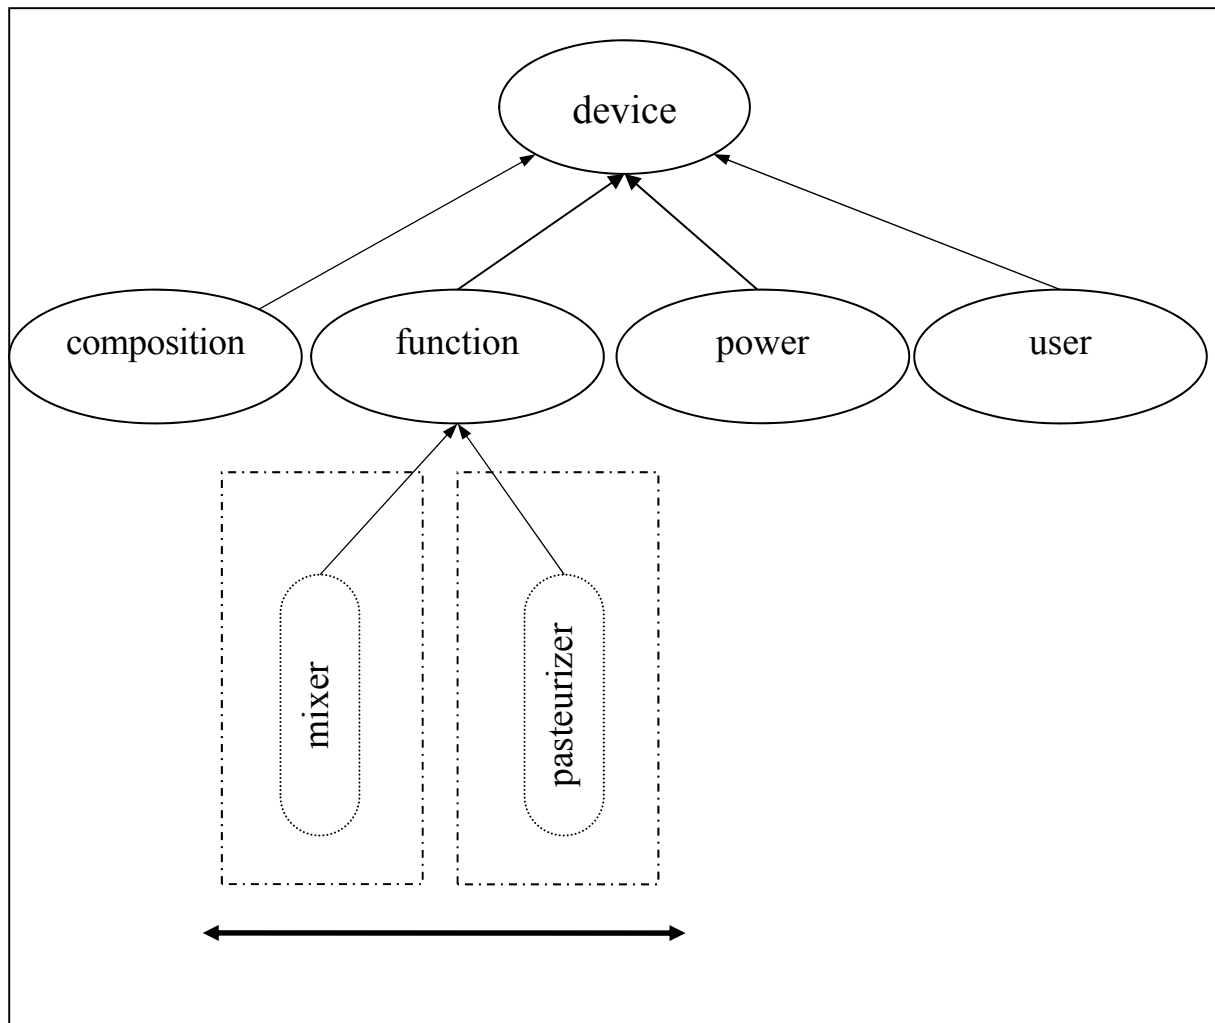 device
composition
function
power
user
mixer
pasteurizer